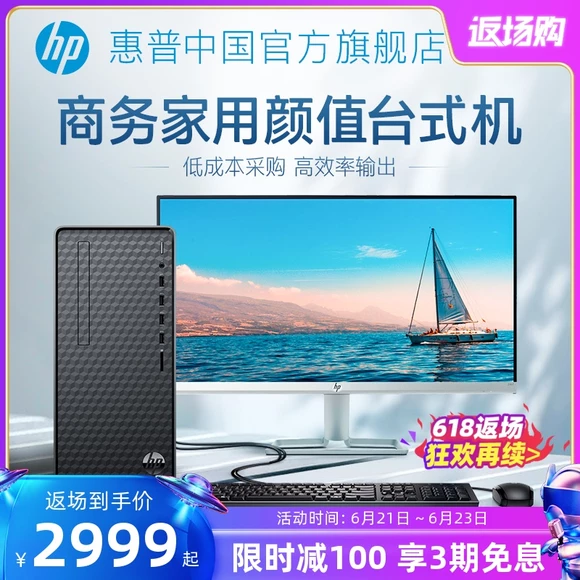 hp 惠普中国官方旗舰店
返场购
商务家用颜值台式机
低成本采购 高效率输出
hp
hp
618返场
狂欢再续>
返场到手价
¥2999起
活动时间：6月21日 ~ 6月23日
限时减100 享3期免息